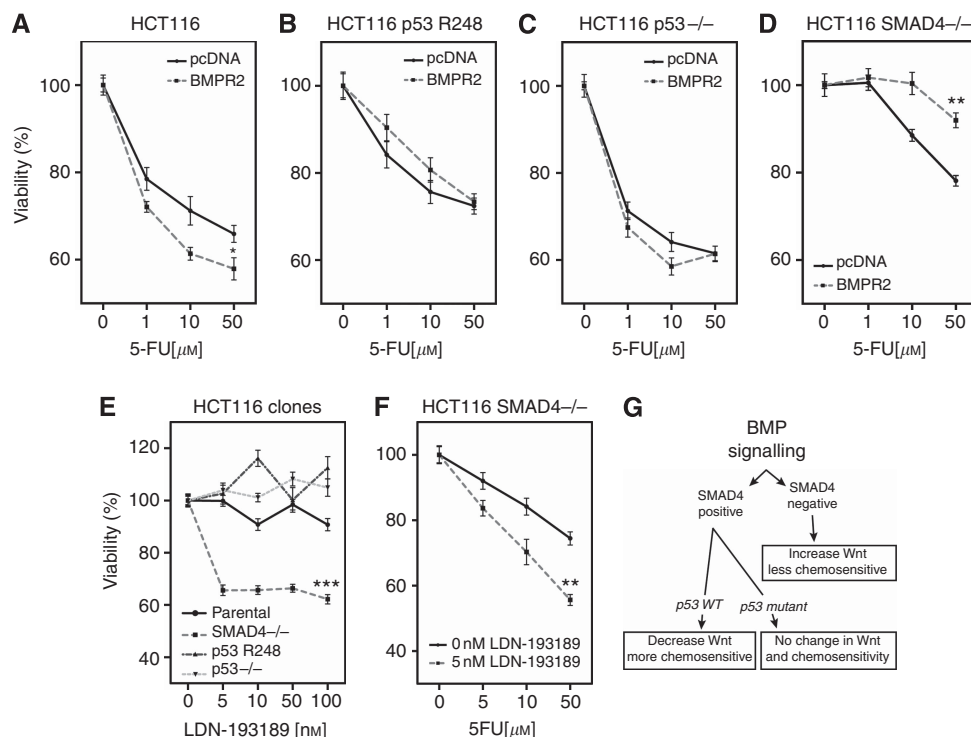 A
HCT116
Viability (%)
100
80
60
pcDNA
BMPR2
*
0
1
10
50
5-FU[µM]
B
HCT116 p53 R248
100
80
60
pcDNA
BMPR2
0
1
10
50
5-FU[µM]
C
HCT116 p53–/–
100
80
60
pcDNA
BMPR2
0
1
10
50
5-FU[µM]
D
HCT116 SMAD4–/–
100
80
60
**
pcDNA
BMPR2
0
1
10
50
5-FU[µM]
E
HCT116 clones
Viability (%)
120
100
80
60
40
***
Parental
SMAD4–/–
p53 R248
p53–/–
0
5
10
50
100
LDN-193189 [nM]
F
HCT116 SMAD4–/–
100
80
60
40
**
0 nM LDN-193189
5 nM LDN-193189
0
5
10
50
5FU[µM]
G
BMP
signalling
SMAD4
positive
SMAD4
negative
Increase Wnt
less chemosensitive
p53 WT
p53 mutant
Decrease Wnt
more chemosensitive
No change in Wnt
and chemosensitivity